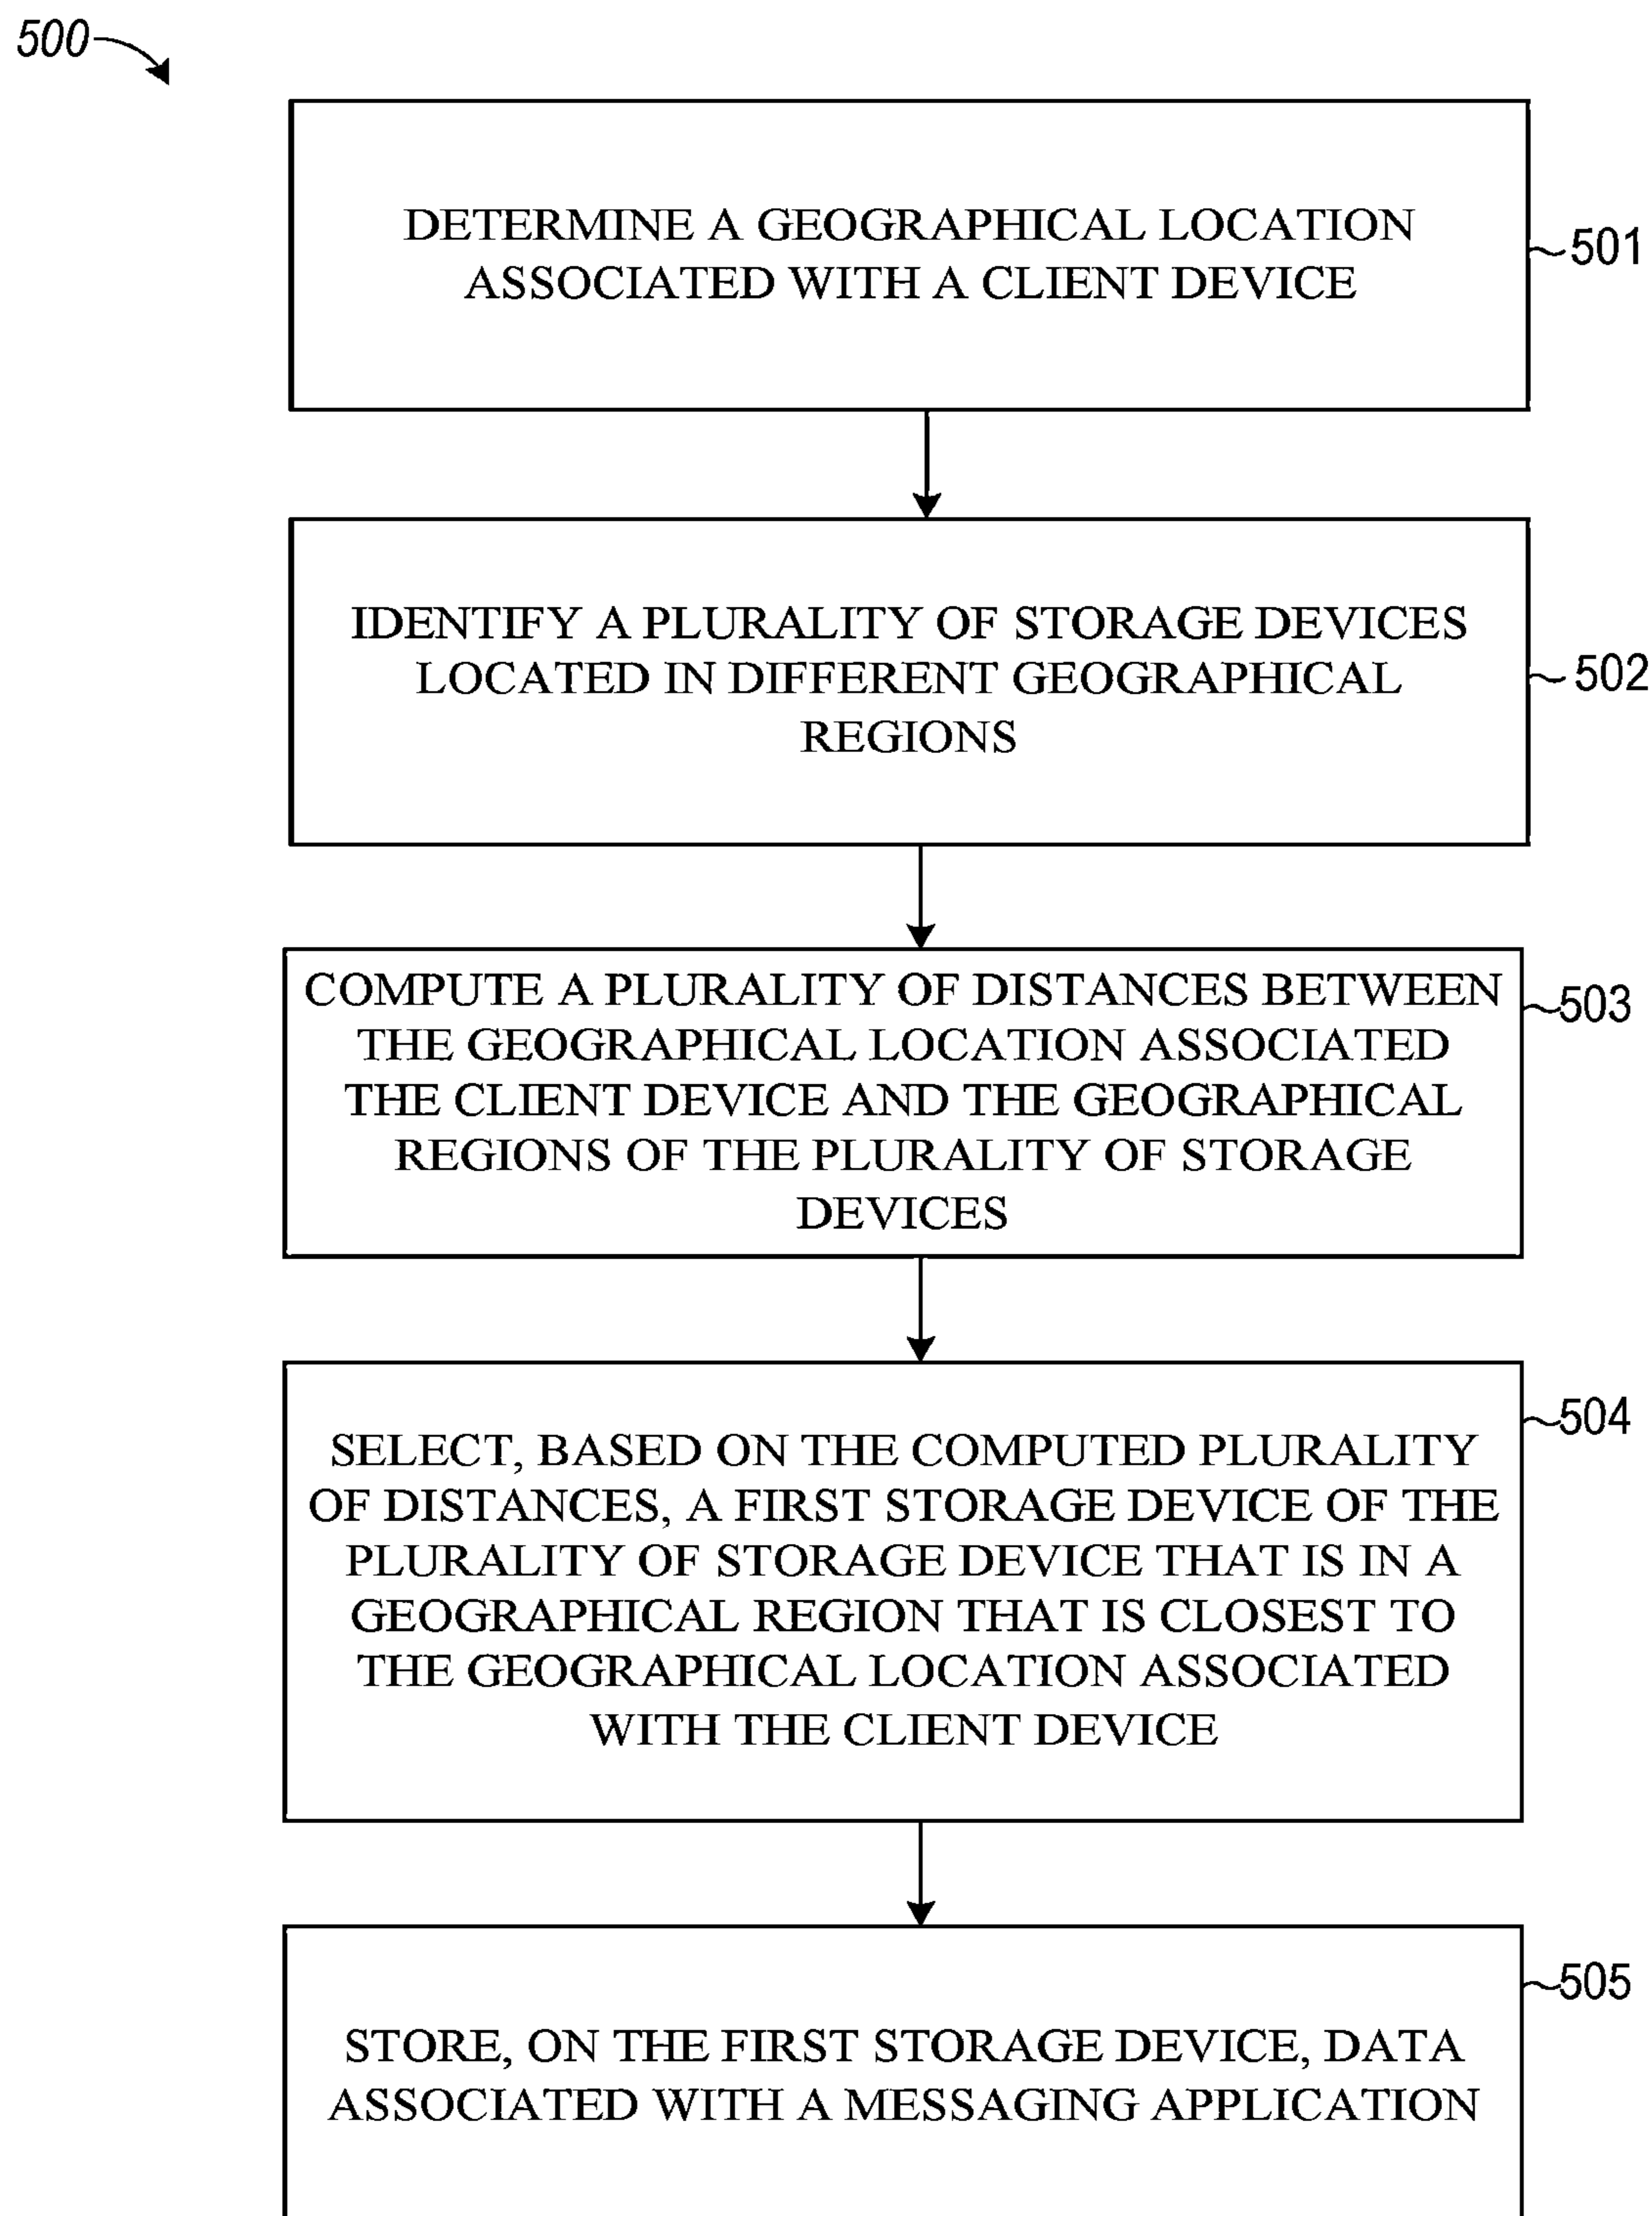 500
DETERMINE A GEOGRAPHICAL LOCATION
ASSOCIATED WITH A CLIENT DEVICE
501
IDENTIFY A PLURALITY OF STORAGE DEVICES
LOCATED IN DIFFERENT GEOGRAPHICAL
REGIONS
502
COMPUTE A PLURALITY OF DISTANCES BETWEEN
THE GEOGRAPHICAL LOCATION ASSOCIATED
THE CLIENT DEVICE AND THE GEOGRAPHICAL
REGIONS OF THE PLURALITY OF STORAGE
DEVICES
503
SELECT, BASED ON THE COMPUTED PLURALITY
OF DISTANCES, A FIRST STORAGE DEVICE OF THE
PLURALITY OF STORAGE DEVICE THAT IS IN A
GEOGRAPHICAL REGION THAT IS CLOSEST TO
THE GEOGRAPHICAL LOCATION ASSOCIATED
WITH THE CLIENT DEVICE
504
STORE, ON THE FIRST STORAGE DEVICE, DATA
ASSOCIATED WITH A MESSAGING APPLICATION
505